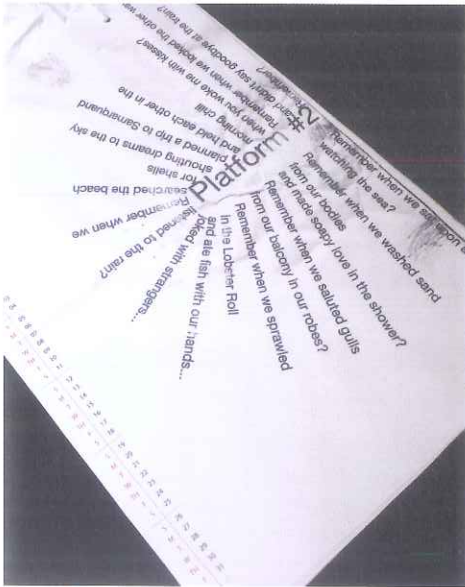 Platform #2
Remember when we sat upon a
watching the sea?
Remember when we washed sand
from our bodies
and made soapy love in the shower?
Remember when we saluted gulls
from our balcony in our robes?
Remember when we sprawled
In the Lobster Roll
and ate fish with our hands...
joked with strangers...
listened to the rain?
Remember when we
searched the beach
for shells
shouting dreams to the sky
planned a trip to Samarquand
and held each other in the
morning chill
when you woke me with kisses?
Remember when we looked the other
and didn't say goodbye at the train?
Remember?